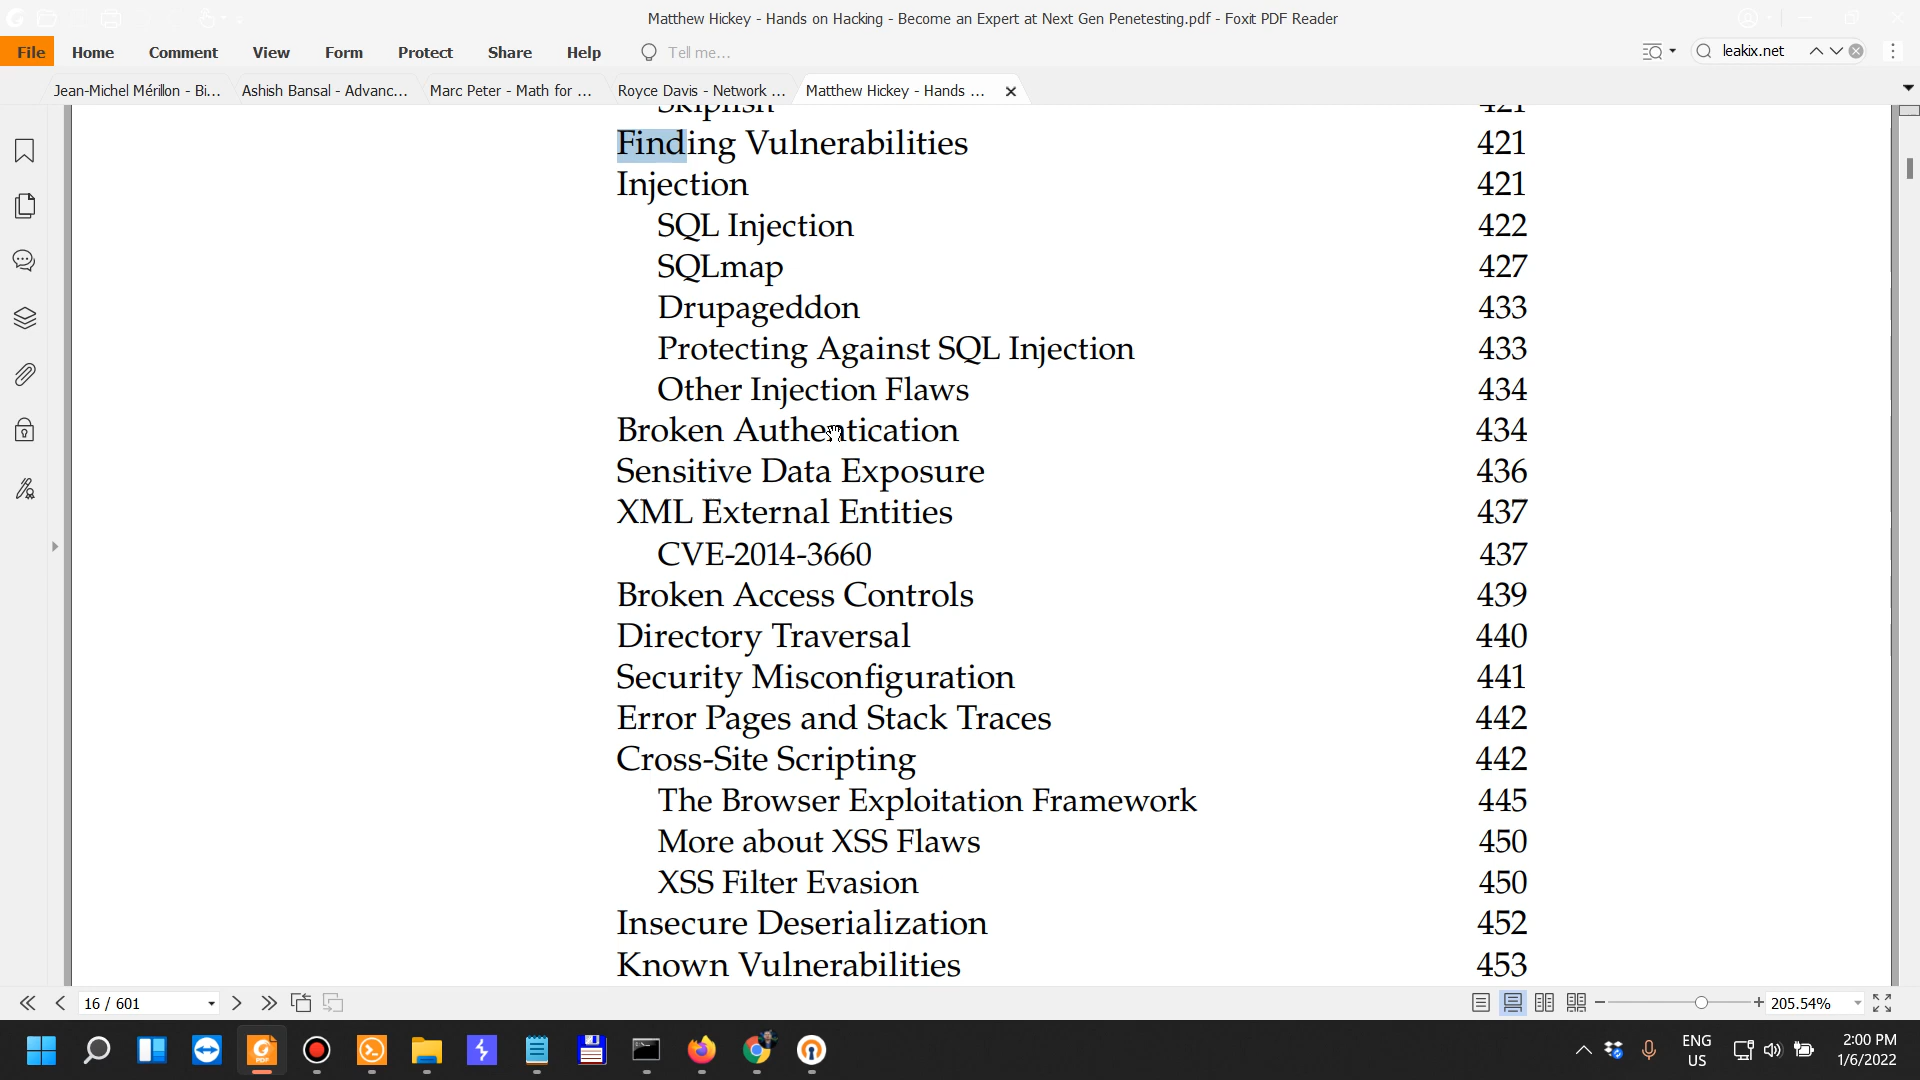 Matthew Hickey - Hands on Hacking - Become an Expert at Next Gen Penetesting.pdf - Foxit PDF Reader
File Home Comment View Form Protect Share Help Tell me... leakix.net
Jean-Michel Mérillon - Bi... Ashish Bansal - Advanc... Marc Peter - Math for ... Royce Davis - Network ... Matthew Hickey - Hands ...
Skipfish 421
Finding Vulnerabilities 421
Injection 421
SQL Injection 422
SQLmap 427
Drupageddon 433
Protecting Against SQL Injection 433
Other Injection Flaws 434
Broken Authentication 434
Sensitive Data Exposure 436
XML External Entities 437
CVE-2014-3660 437
Broken Access Controls 439
Directory Traversal 440
Security Misconfiguration 441
Error Pages and Stack Traces 442
Cross-Site Scripting 442
The Browser Exploitation Framework 445
More about XSS Flaws 450
XSS Filter Evasion 450
Insecure Deserialization 452
Known Vulnerabilities 453
16 / 601 205.54%
PDF
ENG 2:00 PM
US 1/6/2022